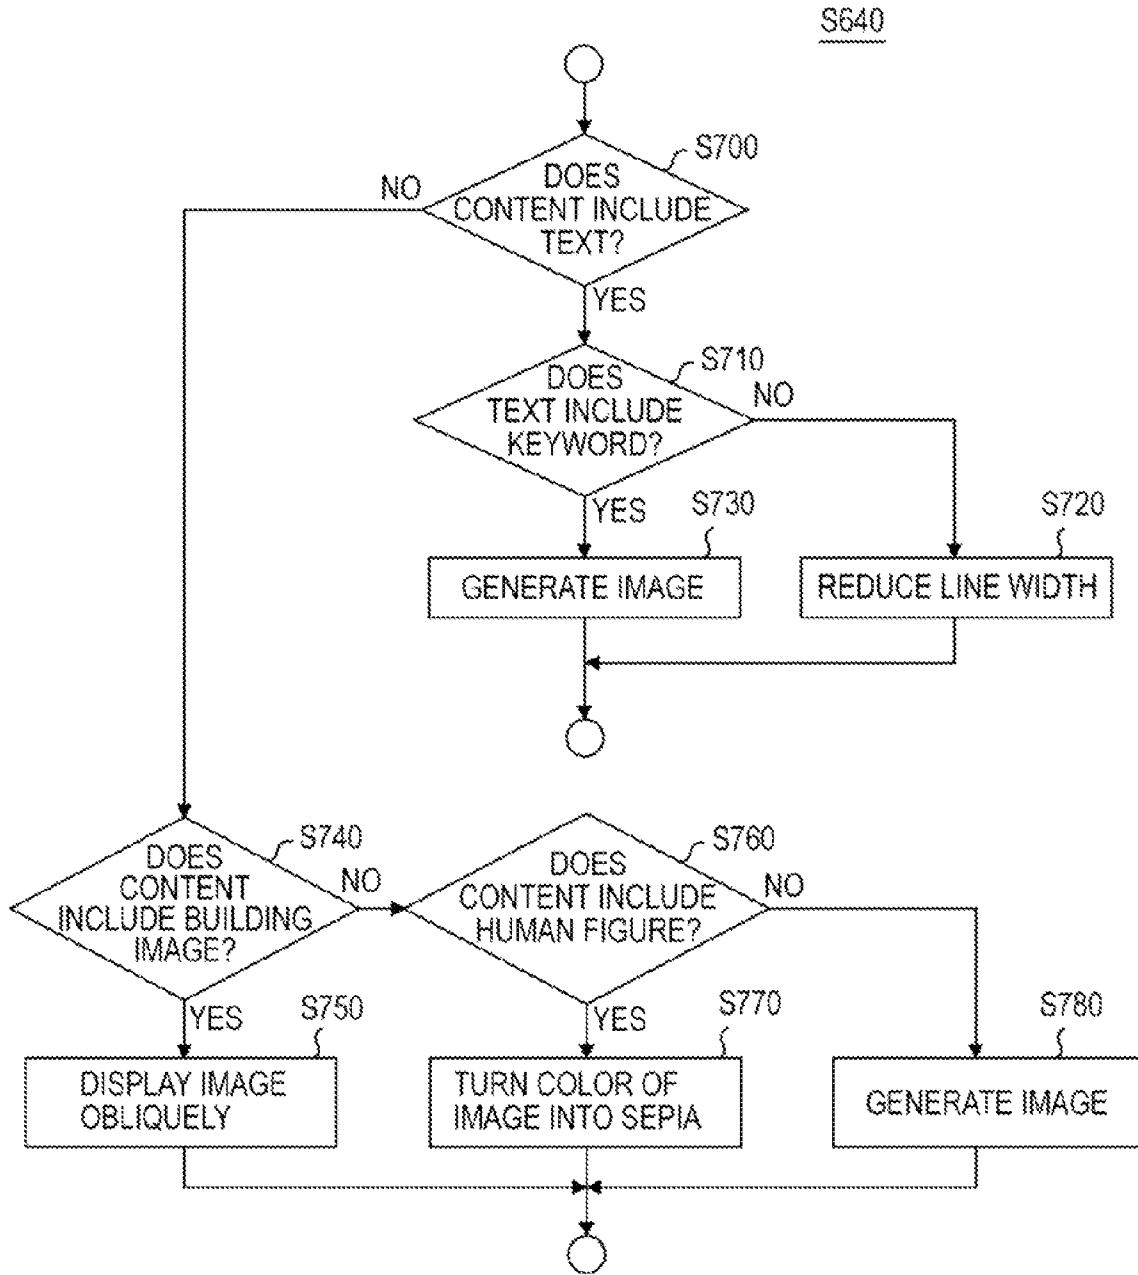 S640
S700
NO
DOES
CONTENT INCLUDE
TEXT?
YES
S710
DOES
TEXT INCLUDE
KEYWORD?
NO
YES
S730
S720
GENERATE IMAGE
REDUCE LINE WIDTH
S740
DOES
CONTENT
INCLUDE BUILDING
IMAGE?
NO
S760
DOES
CONTENT INCLUDE
HUMAN FIGURE?
NO
YES
S750
YES
S770
S780
DISPLAY IMAGE
OBLIQUELY
TURN COLOR OF
IMAGE INTO SEPIA
GENERATE IMAGE